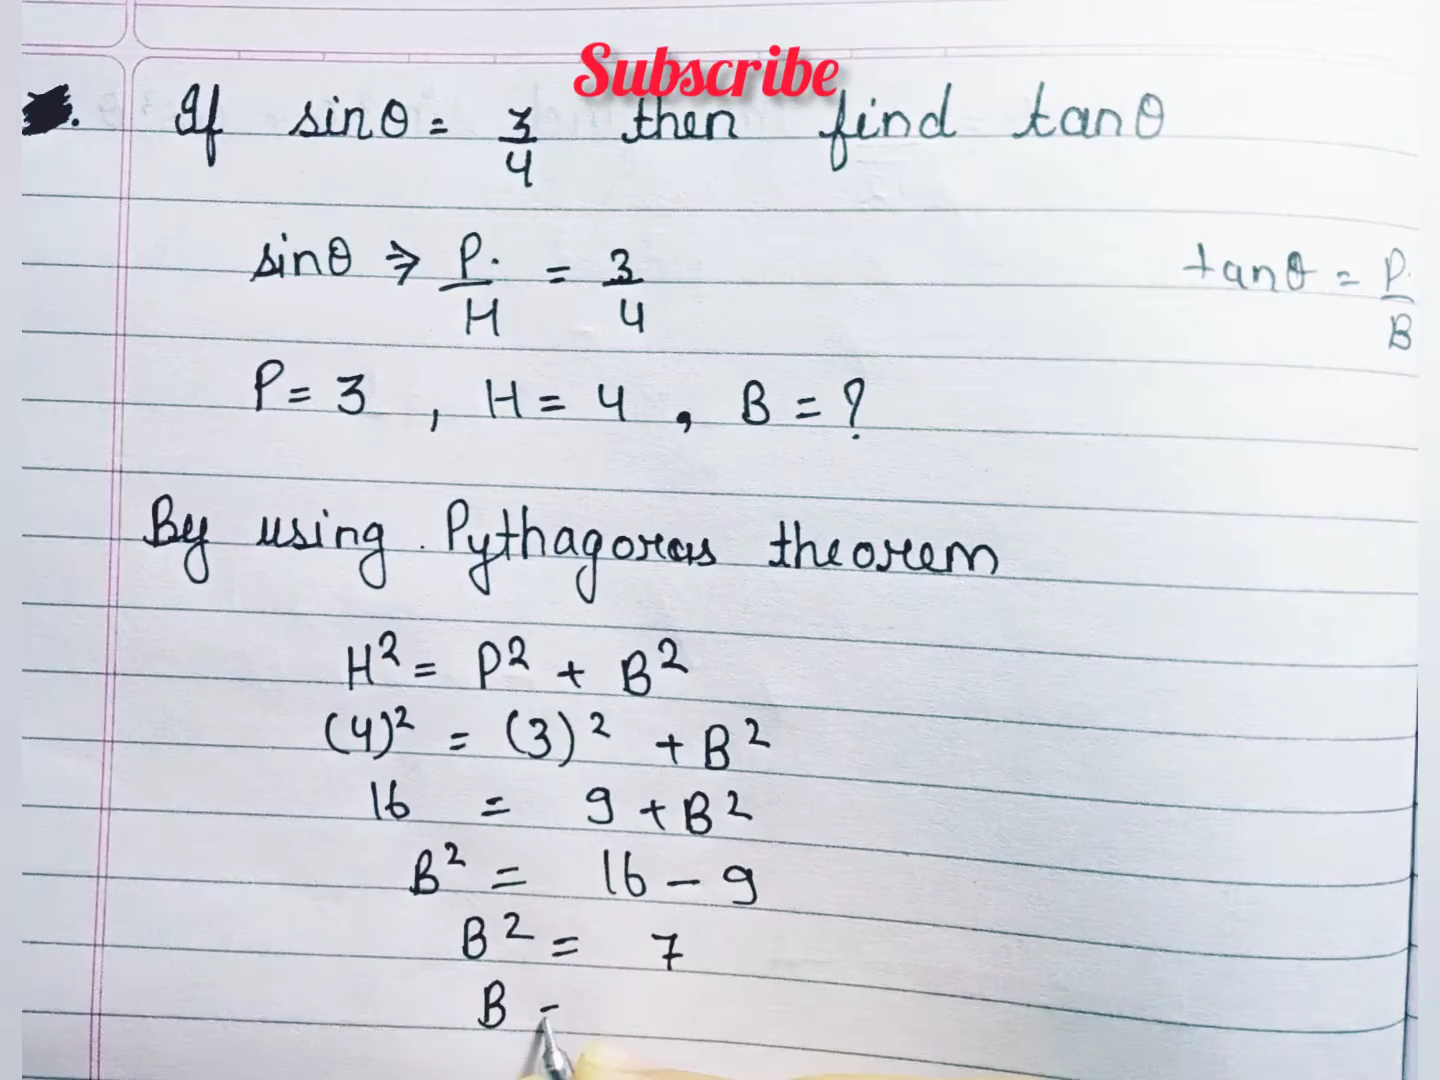 Subscribe
If sinθ = 3/4 then find tanθ
sinθ ⇒ P/H = 3/4
tanθ = P/B
P = 3 , H = 4 , B = ?
By using Pythagoras theorem
H² = P² + B²
(4)² = (3)² + B²
16 = 9 + B²
B² = 16 - 9
B² = 7
B -